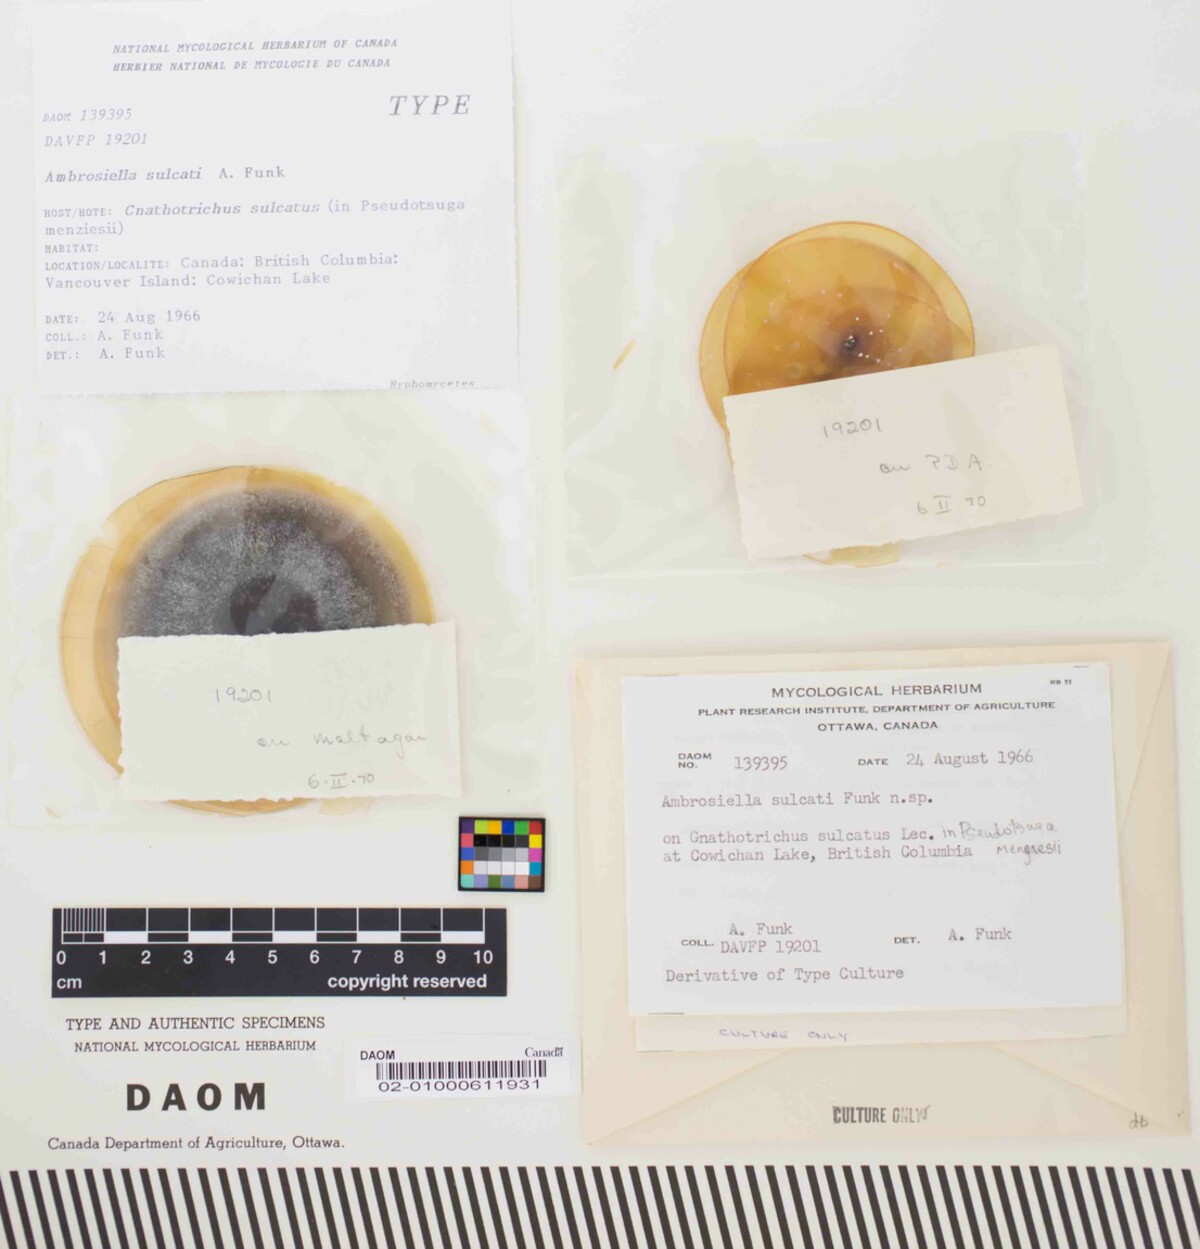 NATIONAL MYCOLOGICAL HERBARIUM OF CANADA
HERBIER NATIONAL DE MYCOLOGIE DU CANADA
TYPE
DAOM 139395
DAVFP 19201
Ambrosiella sulcati A. Funk
HOST/HOTE: Cnathotrichus sulcatus (in Pseudotsuga
menziesii)
HABITAT:
LOCATION/LOCALITE: Canada: British Columbia:
Vancouver Island: Cowichan Lake
DATE: 24 Aug 1966
COLL.: A. Funk
DET.: A. Funk
Hyphomycetes
19201
on PDA
6 II 70
19201
on Malt agar
6-II-70
MYCOLOGICAL HERBARIUM
PLANT RESEARCH INSTITUTE, DEPARTMENT OF AGRICULTURE
OTTAWA, CANADA
DAOM NO. 139395 DATE 24 August 1966
Ambrosiella sulcati Funk n.sp.
on Gnathotrichus sulcatus Lec. in Pseudotsuga
at Cowichan Lake, British Columbia
A. Funk
COLL. DAVFP 19201 DET. A. Funk
Derivative of Type Culture
CULTURE ONLY
CULTURE ONLY
0 1 2 3 4 5 6 7 8 9 10
cm copyright reserved
TYPE AND AUTHENTIC SPECIMENS
NATIONAL MYCOLOGICAL HERBARIUM
DAOM
Canada Department of Agriculture, Ottawa.
DAOM Canada
02-01000611931